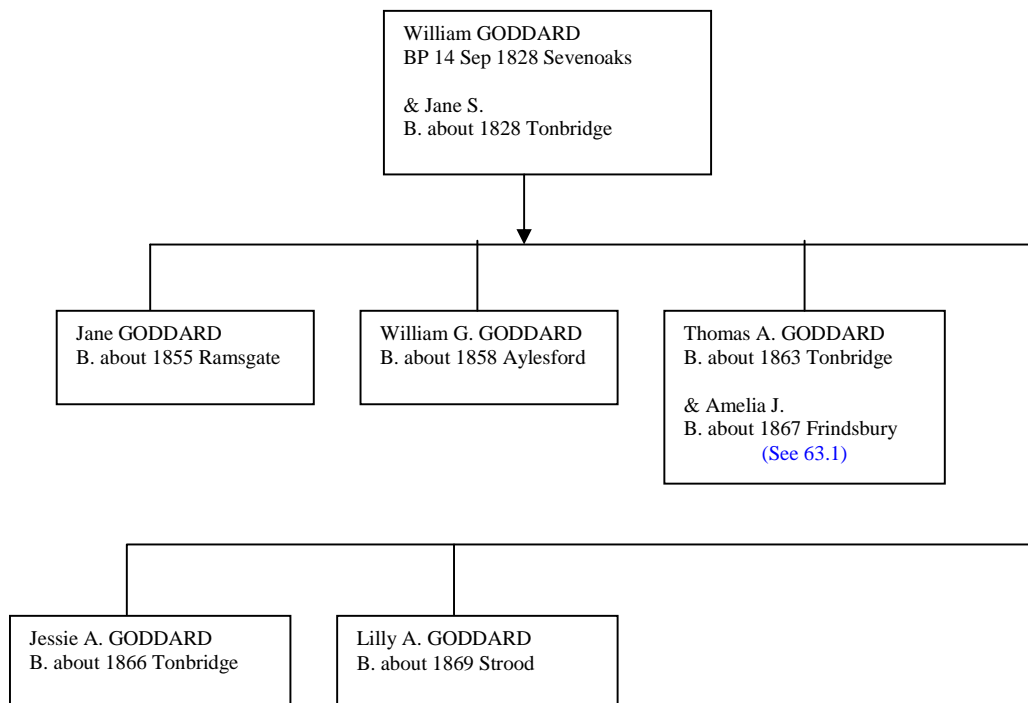 William GODDARD
BP 14 Sep 1828 Sevenoaks
& Jane S.
B. about 1828 Tonbridge
Jane GODDARD
B. about 1855 Ramsgate
William G. GODDARD
B. about 1858 Aylesford
Thomas A. GODDARD
B. about 1863 Tonbridge
& Amelia J.
B. about 1867 Frindsbury
(See 63.1)
Jessie A. GODDARD
B. about 1866 Tonbridge
Lilly A. GODDARD
B. about 1869 Strood